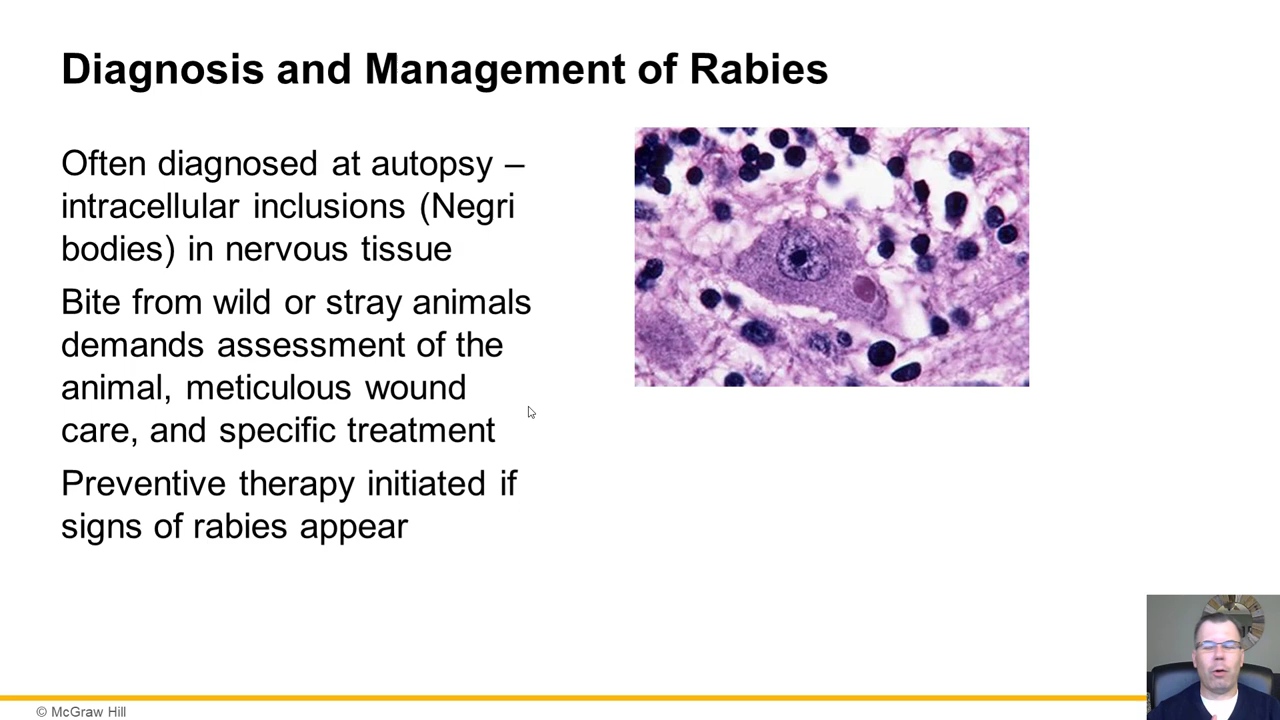 Diagnosis and Management of Rabies
Often diagnosed at autopsy –
intracellular inclusions (Negri
bodies) in nervous tissue
Bite from wild or stray animals
demands assessment of the
animal, meticulous wound
care, and specific treatment
Preventive therapy initiated if
signs of rabies appear
© McGraw Hill